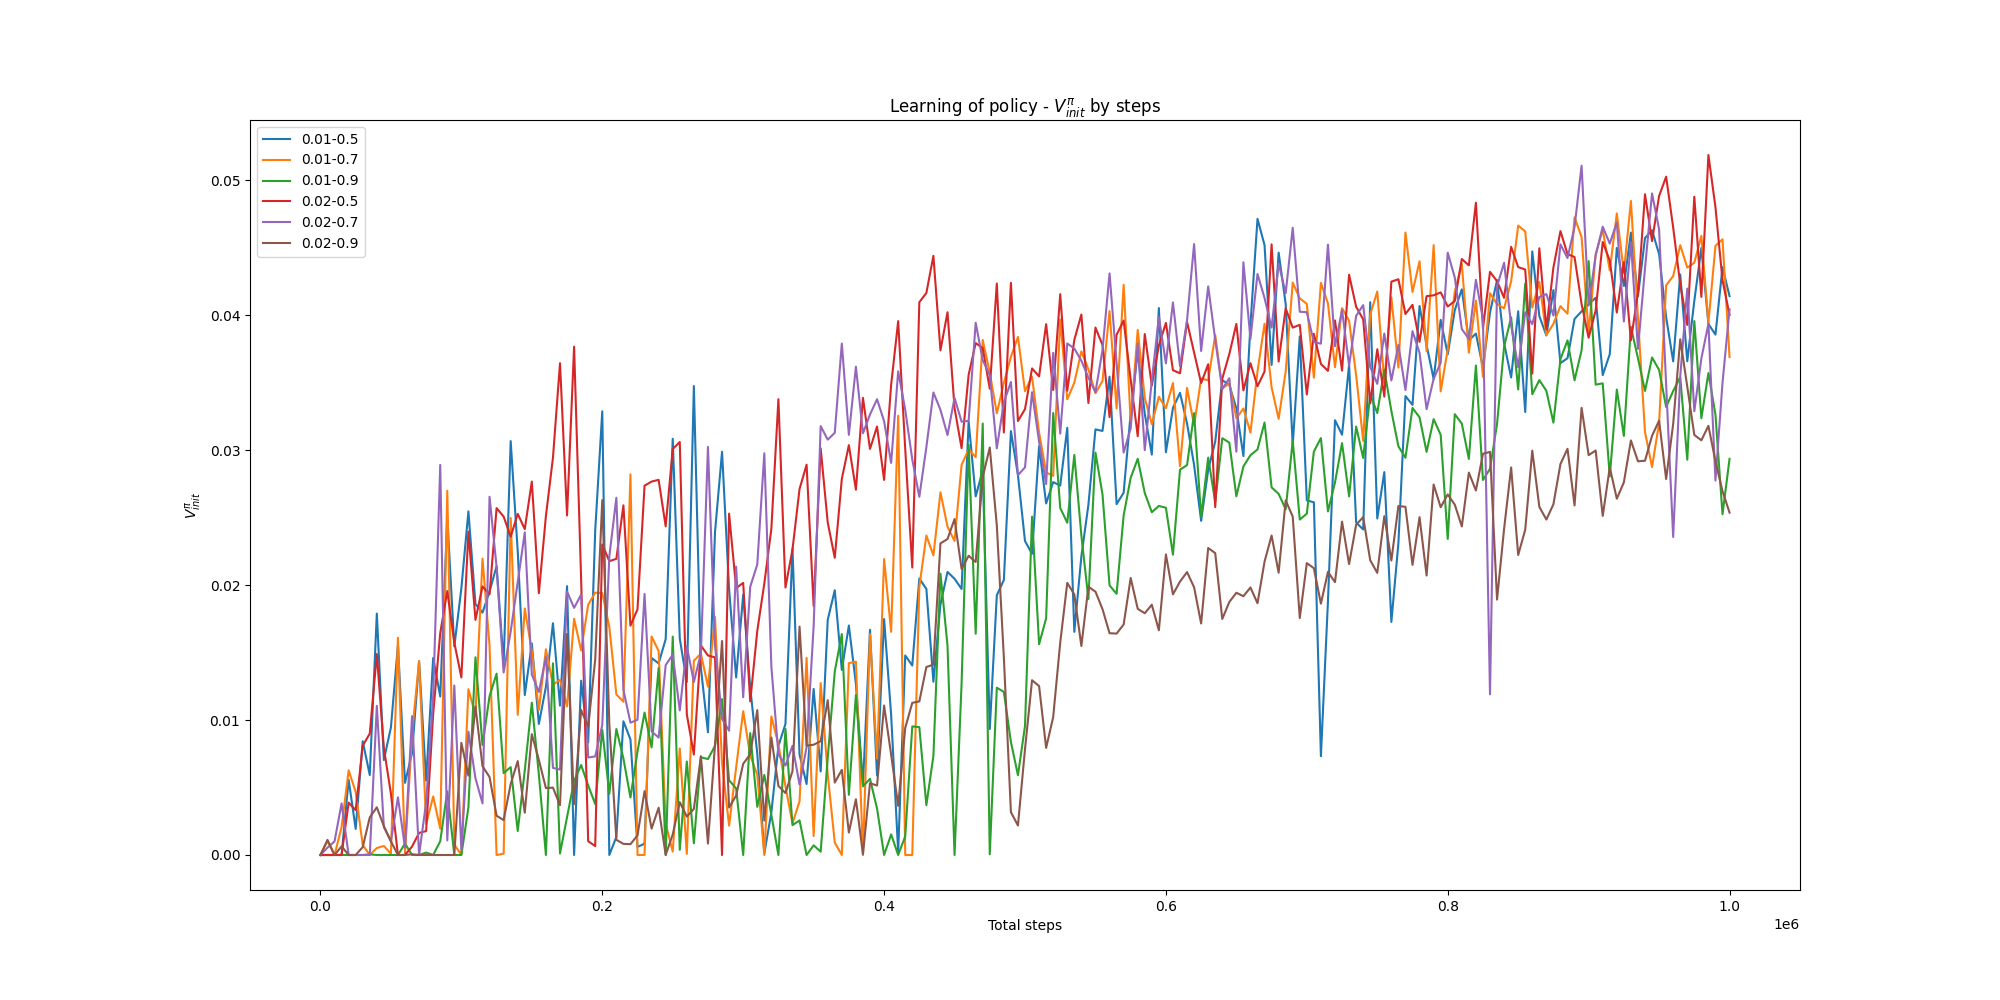 Learning of policy - $V^{\pi}_{init}$ by steps
0.01-0.5
0.01-0.7
0.01-0.9
0.02-0.5
0.02-0.7
0.02-0.9
0.05
0.04
0.03
0.02
0.01
0.00
$V^{\pi}_{init}$
0.0 0.2 0.4 0.6 0.8 1.0
Total steps
1e6